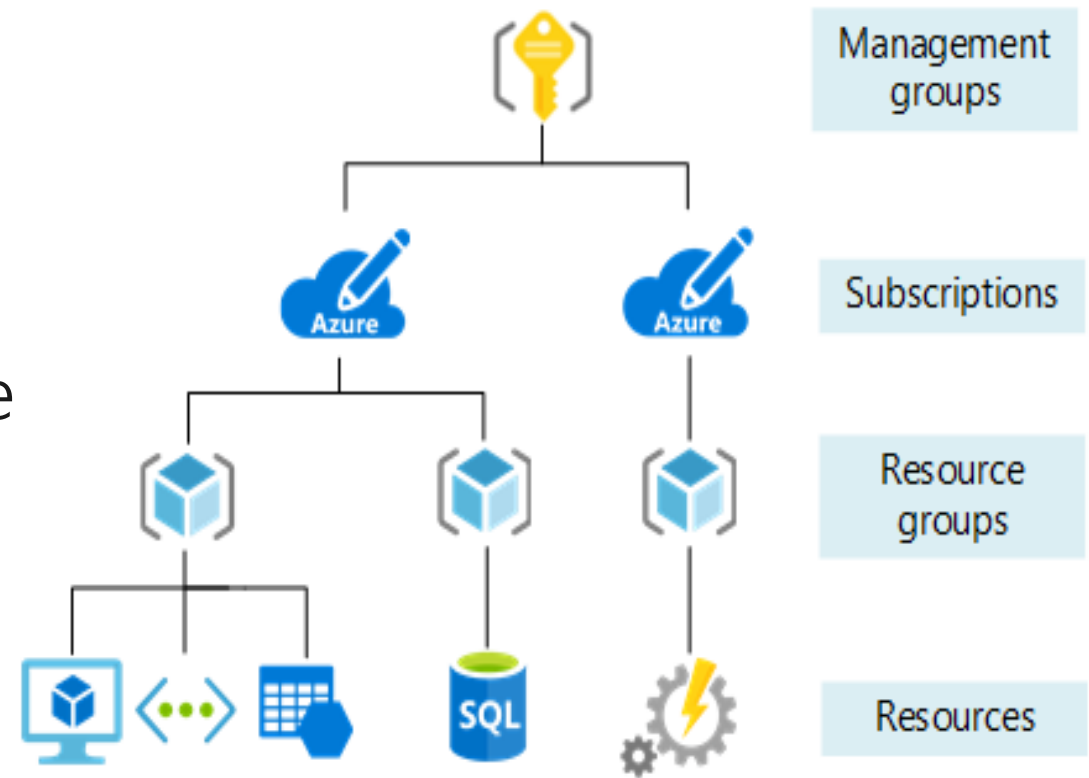 Management
groups
Azure
Azure
Subscriptions
e
Resource
groups
SQL
Resources